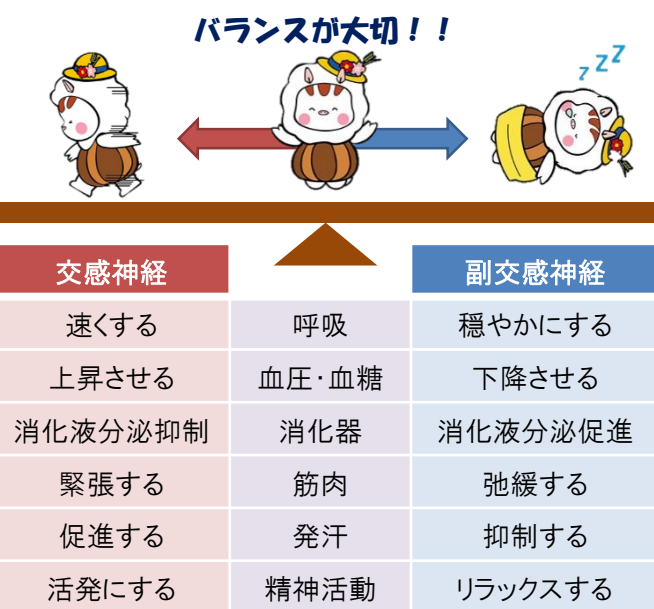 バランスが大切！！
z z Z
交感神経 副交感神経
速くする 呼吸 穏やかにする
上昇させる 血圧･血糖 下降させる
消化液分泌抑制 消化器 消化液分泌促進
緊張する 筋肉 弛緩する
促進する 発汗 抑制する
活発にする 精神活動 リラックスする